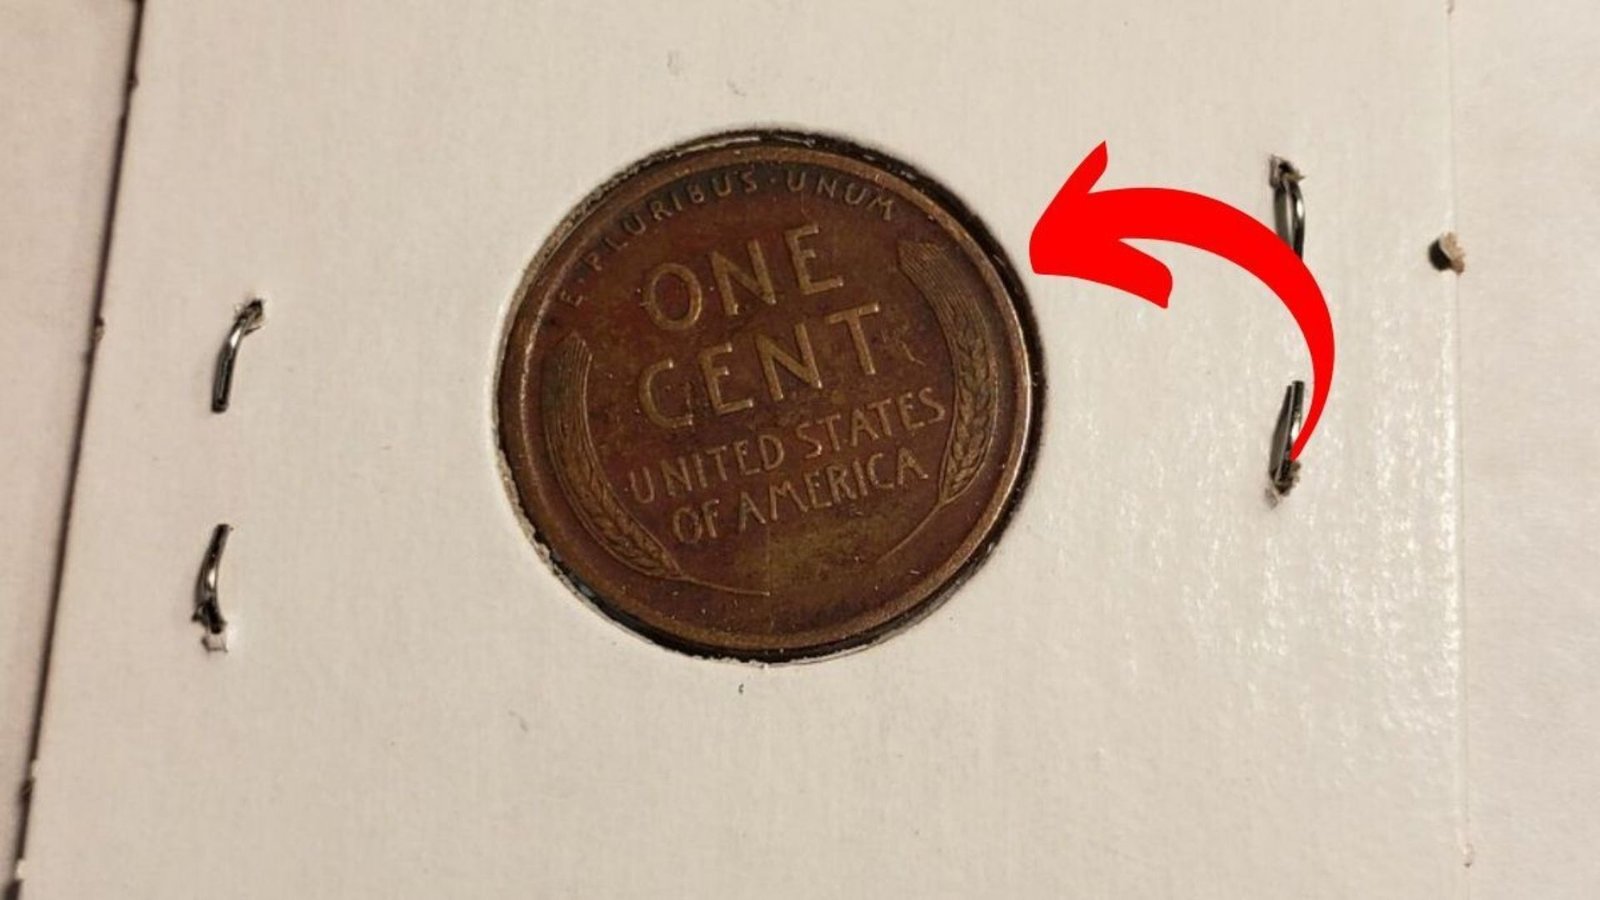 E·PLURIBUS·UNUM
ONE
CENT
UNITED STATES
OF AMERICA